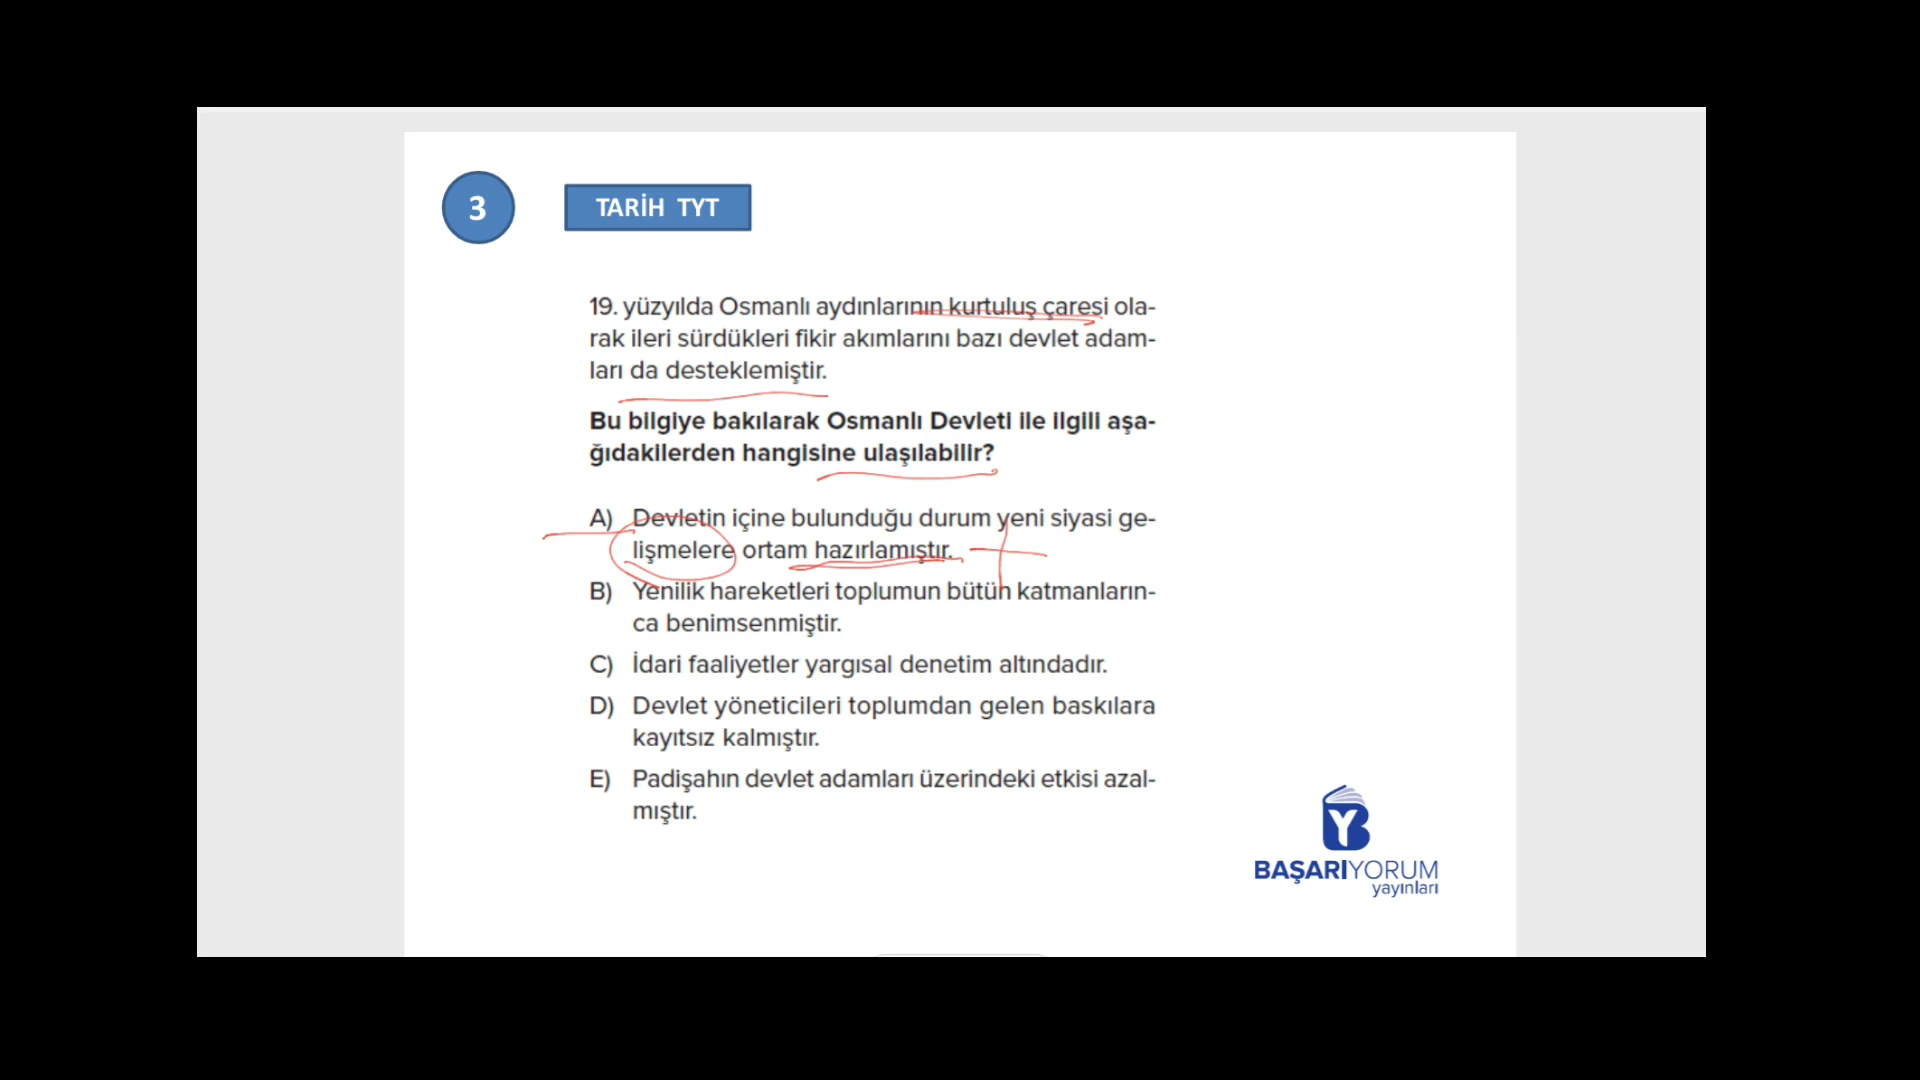 3
TARİH TYT
19. yüzyılda Osmanlı aydınlarının kurtuluş çaresi ola-
rak ileri sürdükleri fikir akımlarını bazı devlet adam-
ları da desteklemiştir.
Bu bilgiye bakılarak Osmanlı Devleti ile ilgili aşa-
ğıdakilerden hangisine ulaşılabilir?
A) Devletin içine bulunduğu durum yeni siyasi ge-
lişmelere ortam hazırlamıştır.
B) Yenilik hareketleri toplumun bütün katmanların-
ca benimsenmiştir.
C) İdari faaliyetler yargısal denetim altındadır.
D) Devlet yöneticileri toplumdan gelen baskılara
kayıtsız kalmıştır.
E) Padişahın devlet adamları üzerindeki etkisi azal-
mıştır.
BAŞARIYORUM
yayınları